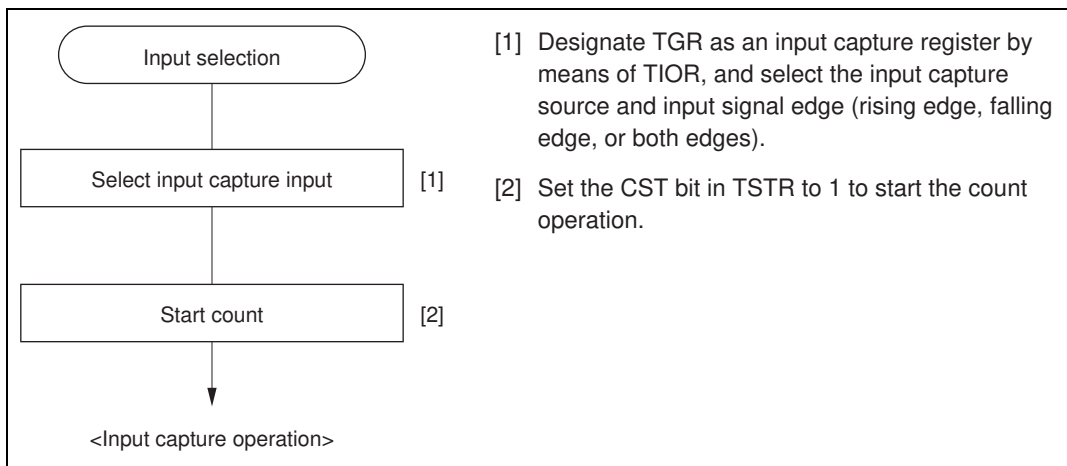 Input selection
Select input capture input
[1]
Start count
[2]
<Input capture operation>
[1] Designate TGR as an input capture register by
means of TIOR, and select the input capture
source and input signal edge (rising edge, falling
edge, or both edges).
[2] Set the CST bit in TSTR to 1 to start the count
operation.